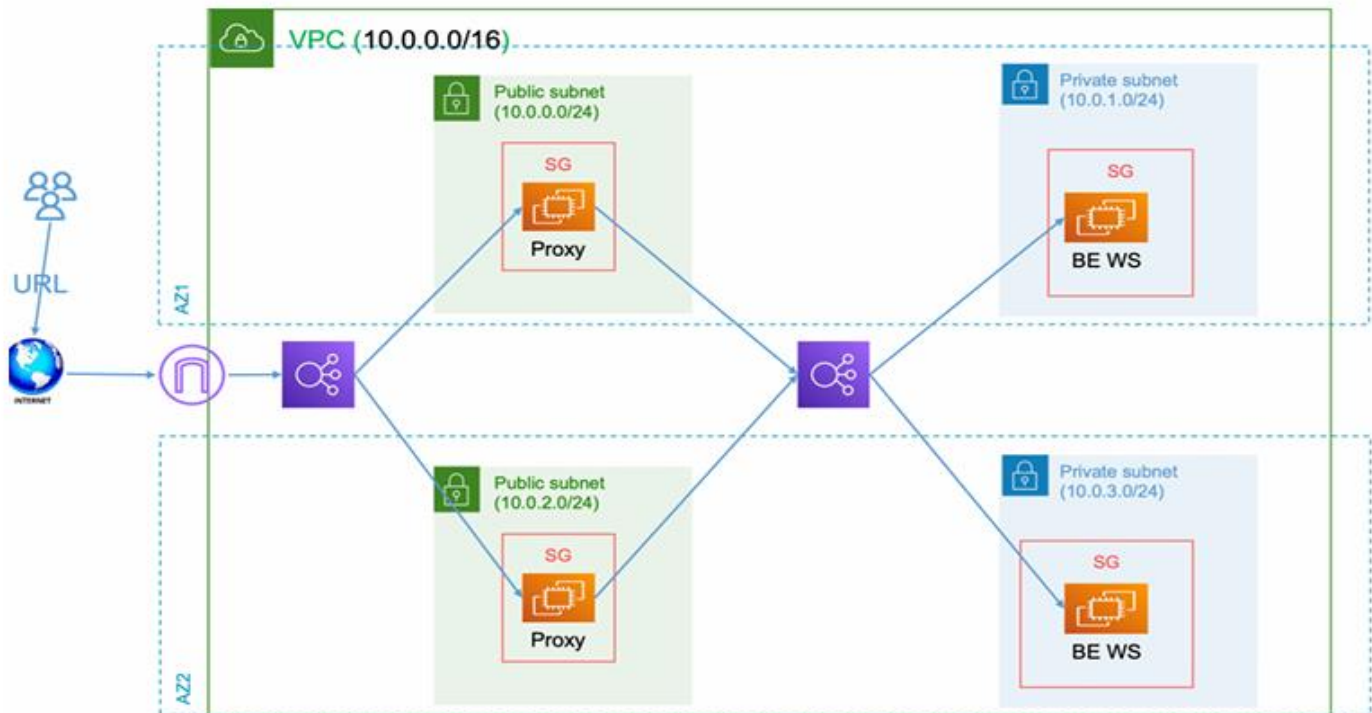 VPC (10.0.0.0/16)
Public subnet
(10.0.0.0/24)
SG
Proxy
Private subnet
(10.0.1.0/24)
SG
BE WS
AZ1
URL
INTERNET
Public subnet
(10.0.2.0/24)
SG
Proxy
Private subnet
(10.0.3.0/24)
SG
BE WS
AZ2